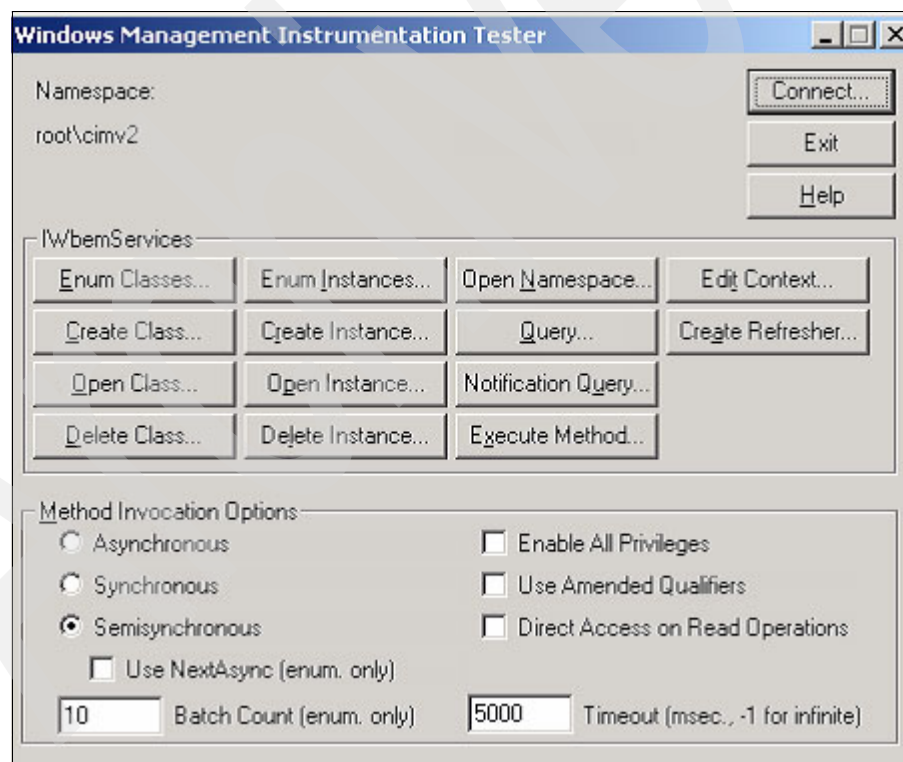 Windows Management Instrumentation Tester
Namespace:
root\cimv2
Connect...
Exit
Help
IWbemServices
Enum Classes... Enum Instances... Open Namespace... Edit Context...
Create Class... Create Instance... Query... Create Refresher...
Open Class... Open Instance... Notification Query...
Delete Class... Delete Instance... Execute Method...
Method Invocation Options
Asynchronous Enable All Privileges
Synchronous Use Amended Qualifiers
Semisynchronous Direct Access on Read Operations
Use NextAsync (enum. only)
10 Batch Count (enum. only) 5000 Timeout (msec., -1 for infinite)